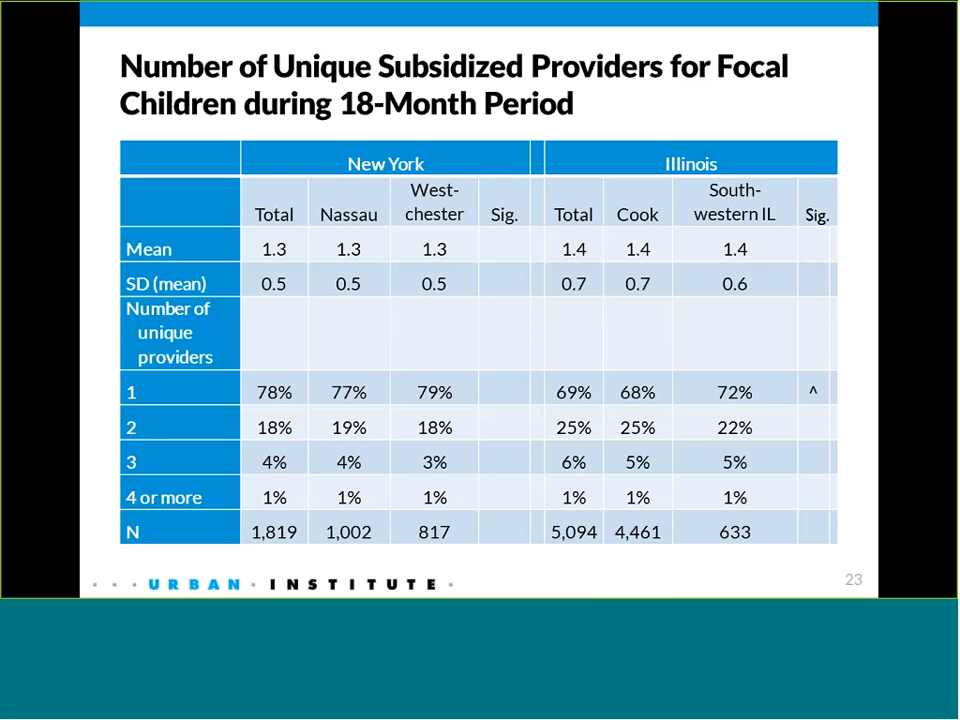 Number of Unique Subsidized Providers for Focal
Children during 18-Month Period
New York Illinois
West- South-
Total Nassau chester Sig. Total Cook western IL Sig.
Mean 1.3 1.3 1.3 1.4 1.4 1.4
SD (mean) 0.5 0.5 0.5 0.7 0.7 0.6
Number of
unique
providers
1 78% 77% 79% 69% 68% 72% ^
2 18% 19% 18% 25% 25% 22%
3 4% 4% 3% 6% 5% 5%
4 or more 1% 1% 1% 1% 1% 1%
N 1,819 1,002 817 5,094 4,461 633
URBAN INSTITUTE
23